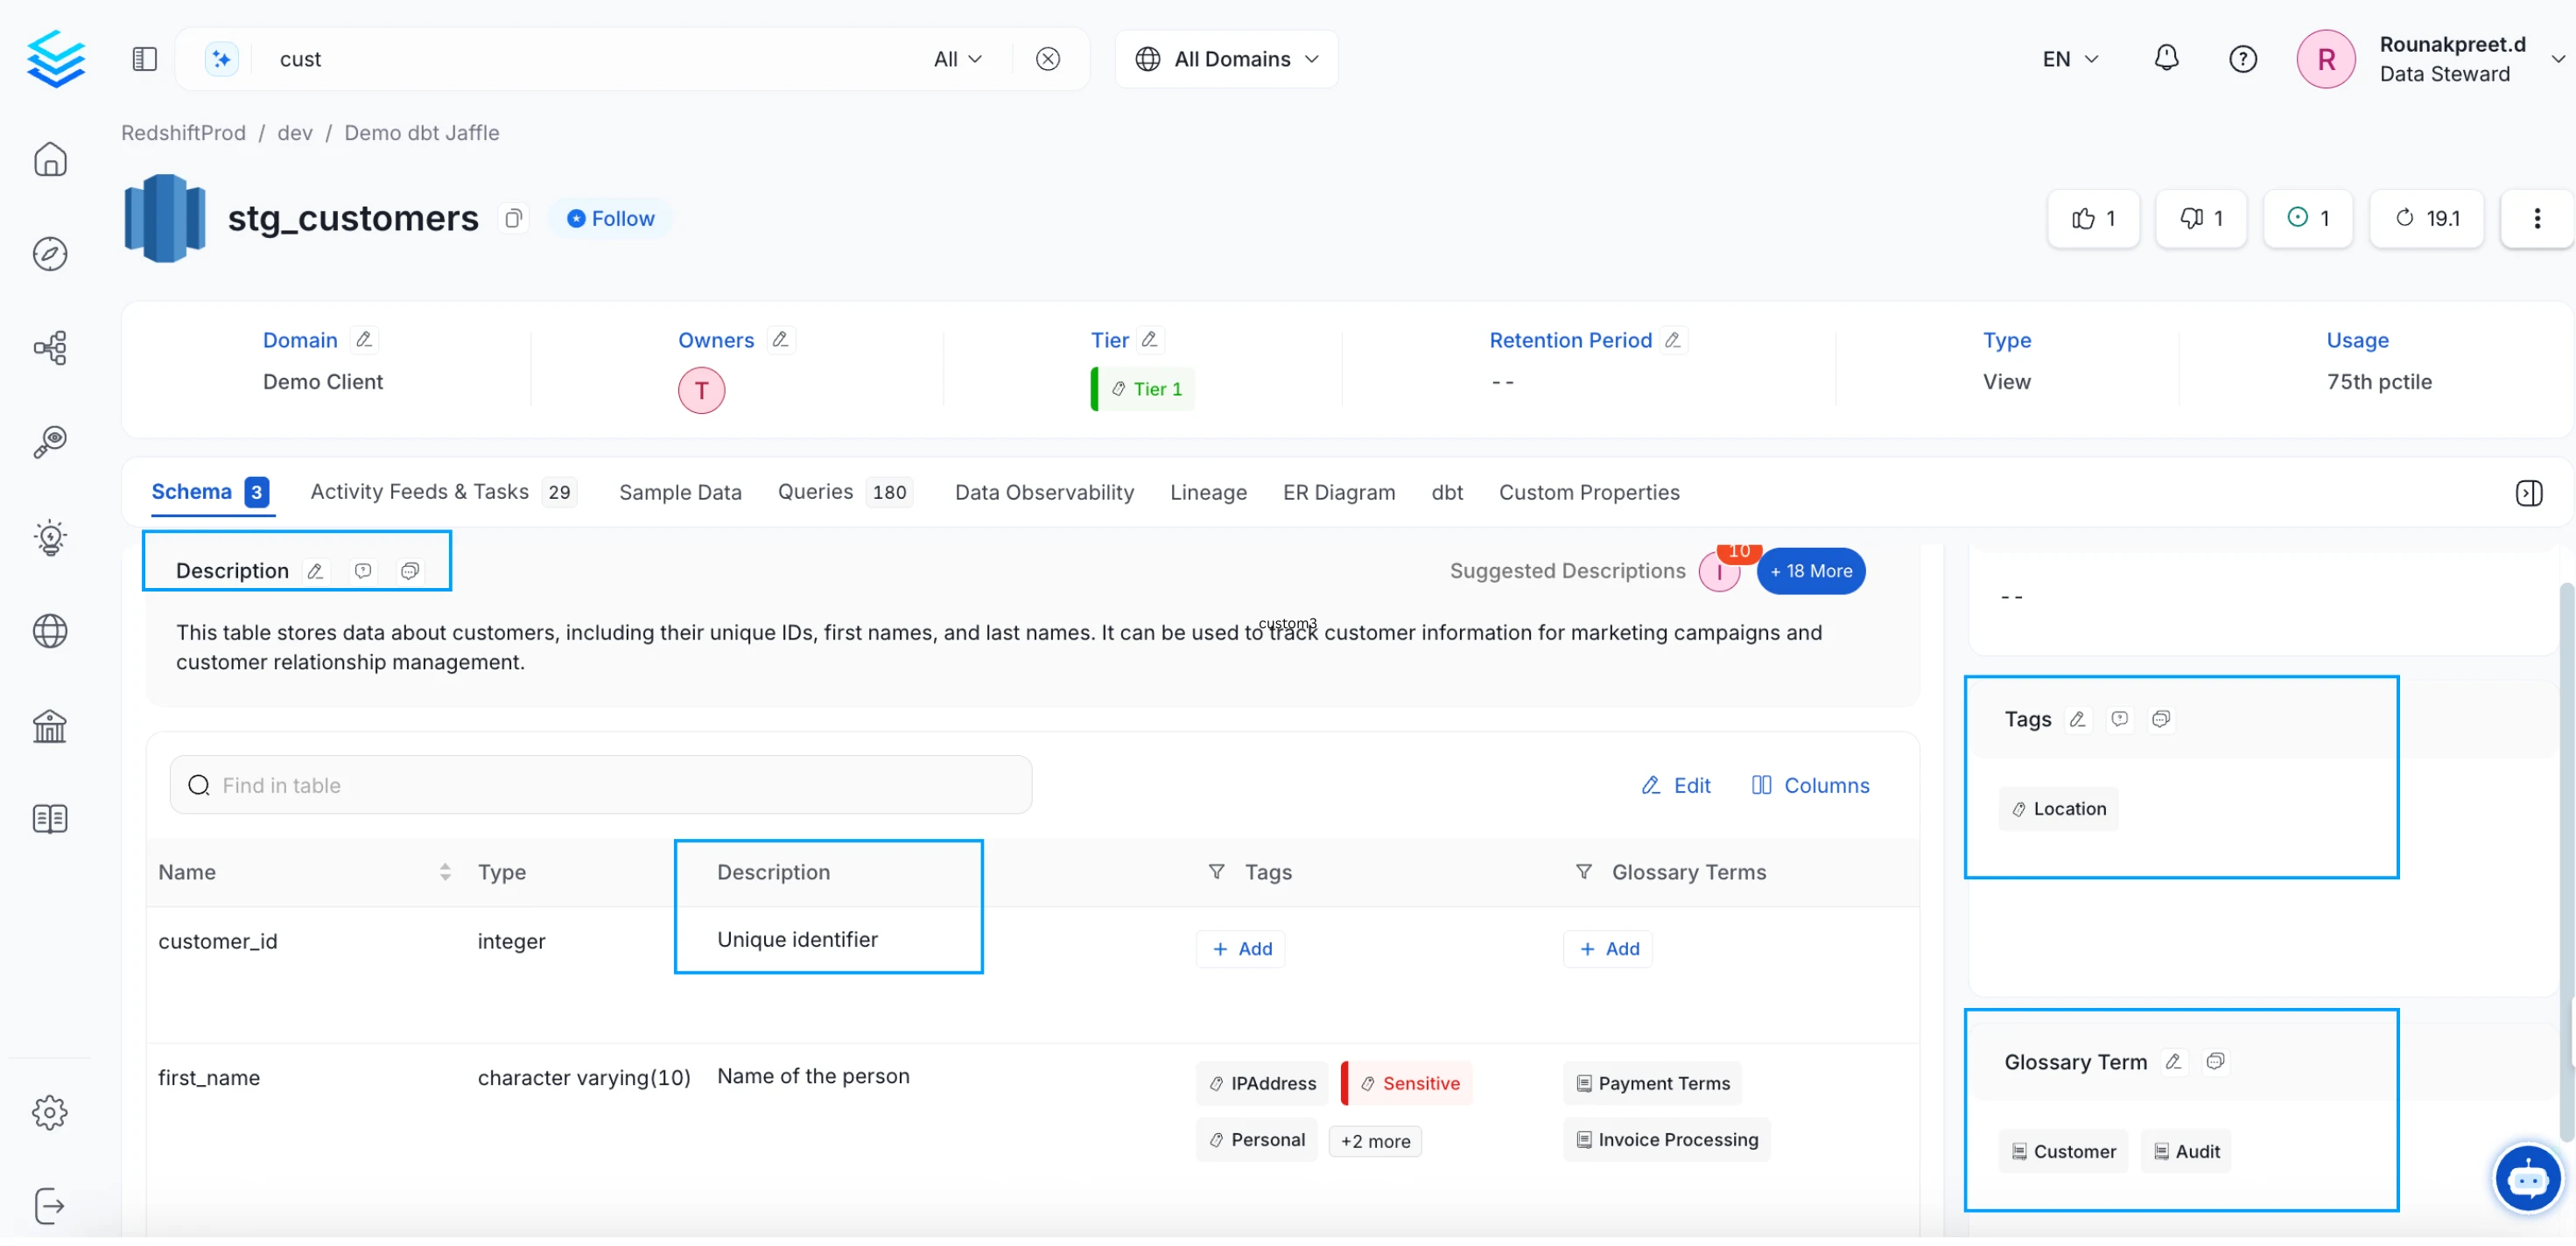 cust All All Domains EN Rounakpreet.d
R Data Steward
RedshiftProd / dev / Demo dbt Jaffle
stg_customers Follow 1 1 1 19.1
Domain Owners Tier Retention Period Type Usage
Demo Client T Tier 1 -- View 75th pctile
Schema 3 Activity Feeds & Tasks 29 Sample Data Queries 180 Data Observability Lineage ER Diagram dbt Custom Properties
Description Suggested Descriptions I 10 + 18 More
--
custom3
This table stores data about customers, including their unique IDs, first names, and last names. It can be used to track customer information for marketing campaigns and
customer relationship management.
Tags
Find in table Edit Columns
Location
Name Type Description Tags Glossary Terms
customer_id integer Unique identifier + Add + Add
Glossary Term
first_name character varying(10) Name of the person IPAddress Sensitive Payment Terms
Personal +2 more Invoice Processing
Customer Audit